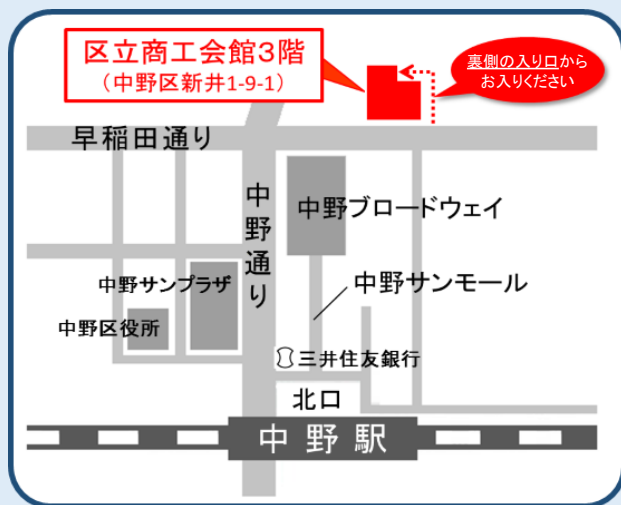 区立商工会館3階
（中野区新井1-9-1）
裏側の入り口から
お入りください
早稲田通り
中野通り
中野ブロードウェイ
中野サンプラザ
中野サンモール
中野区役所
三井住友銀行
北口
中野駅